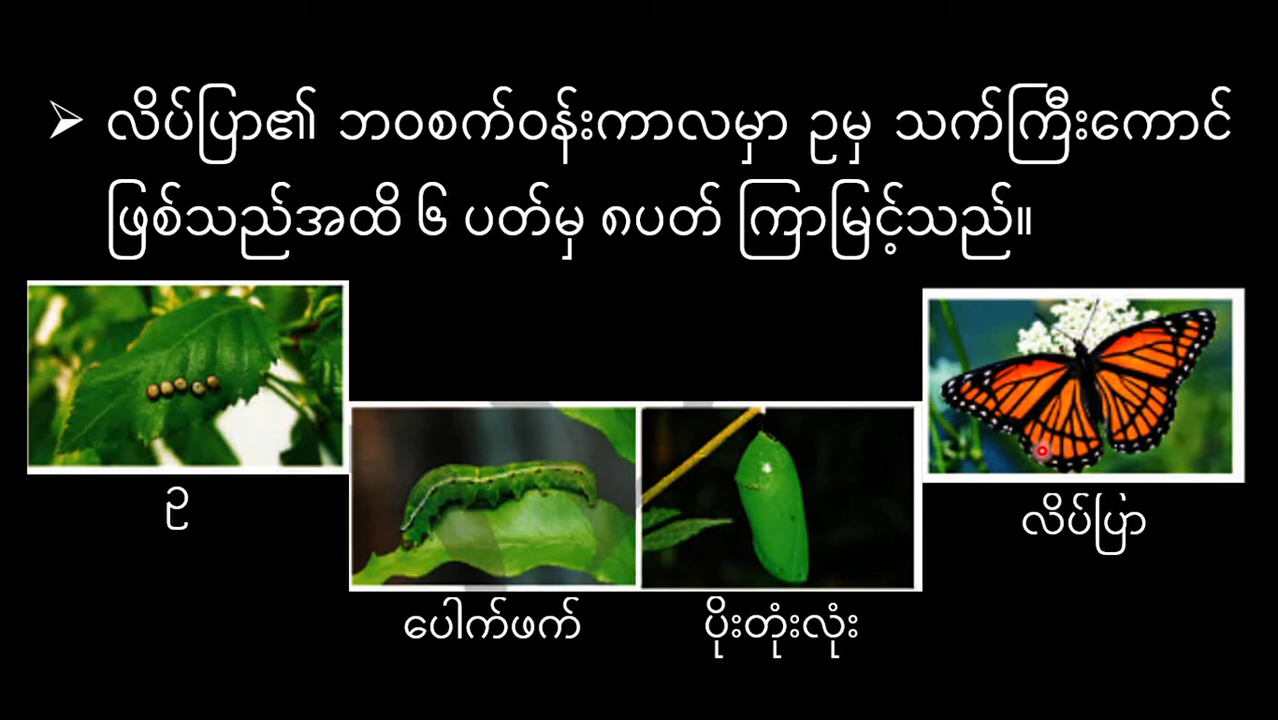 လိပ်ပြာ၏ ဘဝစက်ဝန်းကာလမှာ ဥမှ သက်ကြီးကောင်
ဖြစ်သည်အထိ ၆ ပတ်မှ ၈ပတ် ကြာမြင့်သည်။
ဥ
ပေါက်ဖက်
ပိုးတုံးလုံး
လိပ်ပြာ